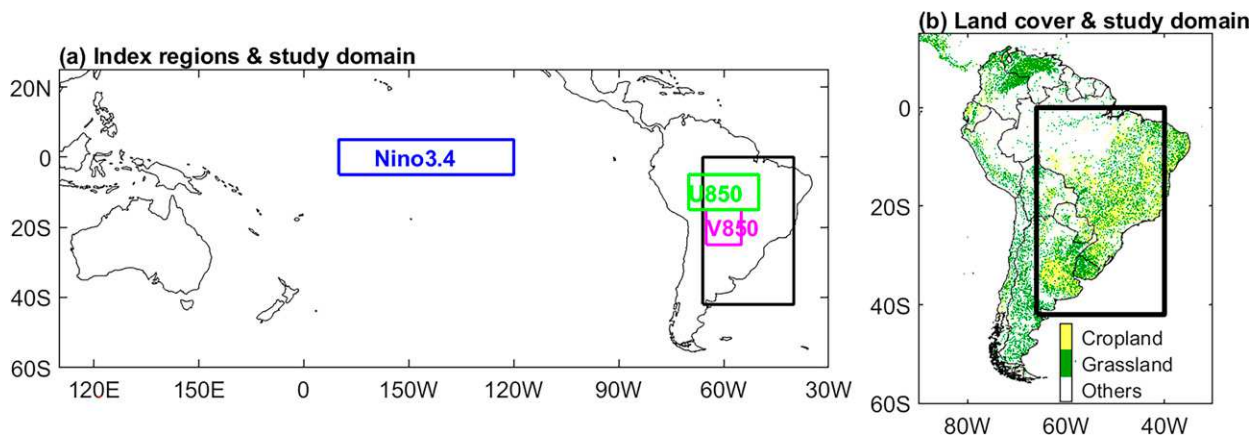 (a) Index regions & study domain
20N
0
20S
40S
60S
120E
150E
0
150W
120W
90W
60W
30W
Nino3.4
U850
V850
(b) Land cover & study domain
0
20S
40S
60S
80W
60W
40W
Cropland
Grassland
Others